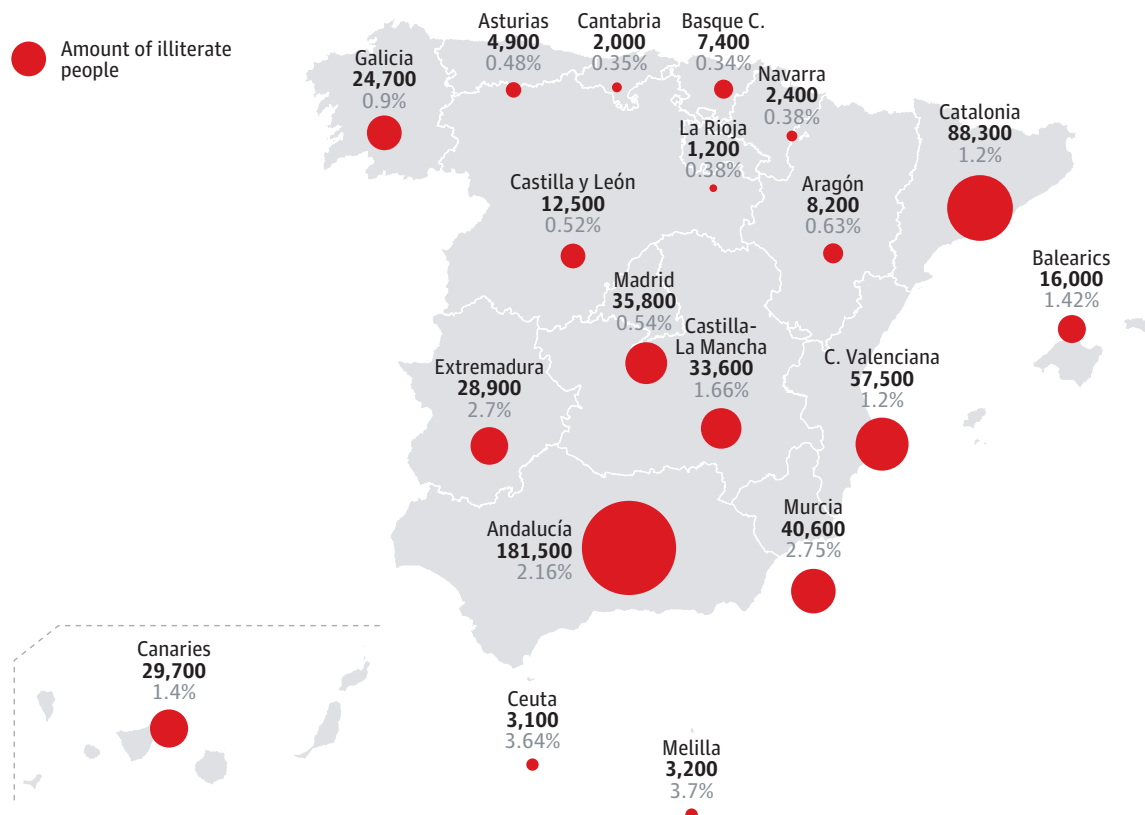 Amount of illiterate
people
Galicia
24,700
0.9%
Asturias
4,900
0.48%
Cantabria
2,000
0.35%
Basque C.
7,400
0.34%
Navarra
2,400
0.38%
La Rioja
1,200
0.38%
Catalonia
88,300
1.2%
Castilla y León
12,500
0.52%
Aragón
8,200
0.63%
Balearics
16,000
1.42%
Madrid
35,800
0.54%
Castilla-
La Mancha
33,600
1.66%
C. Valenciana
57,500
1.2%
Extremadura
28,900
2.7%
Andalucía
181,500
2.16%
Murcia
40,600
2.75%
Canaries
29,700
1.4%
Ceuta
3,100
3.64%
Melilla
3,200
3.7%